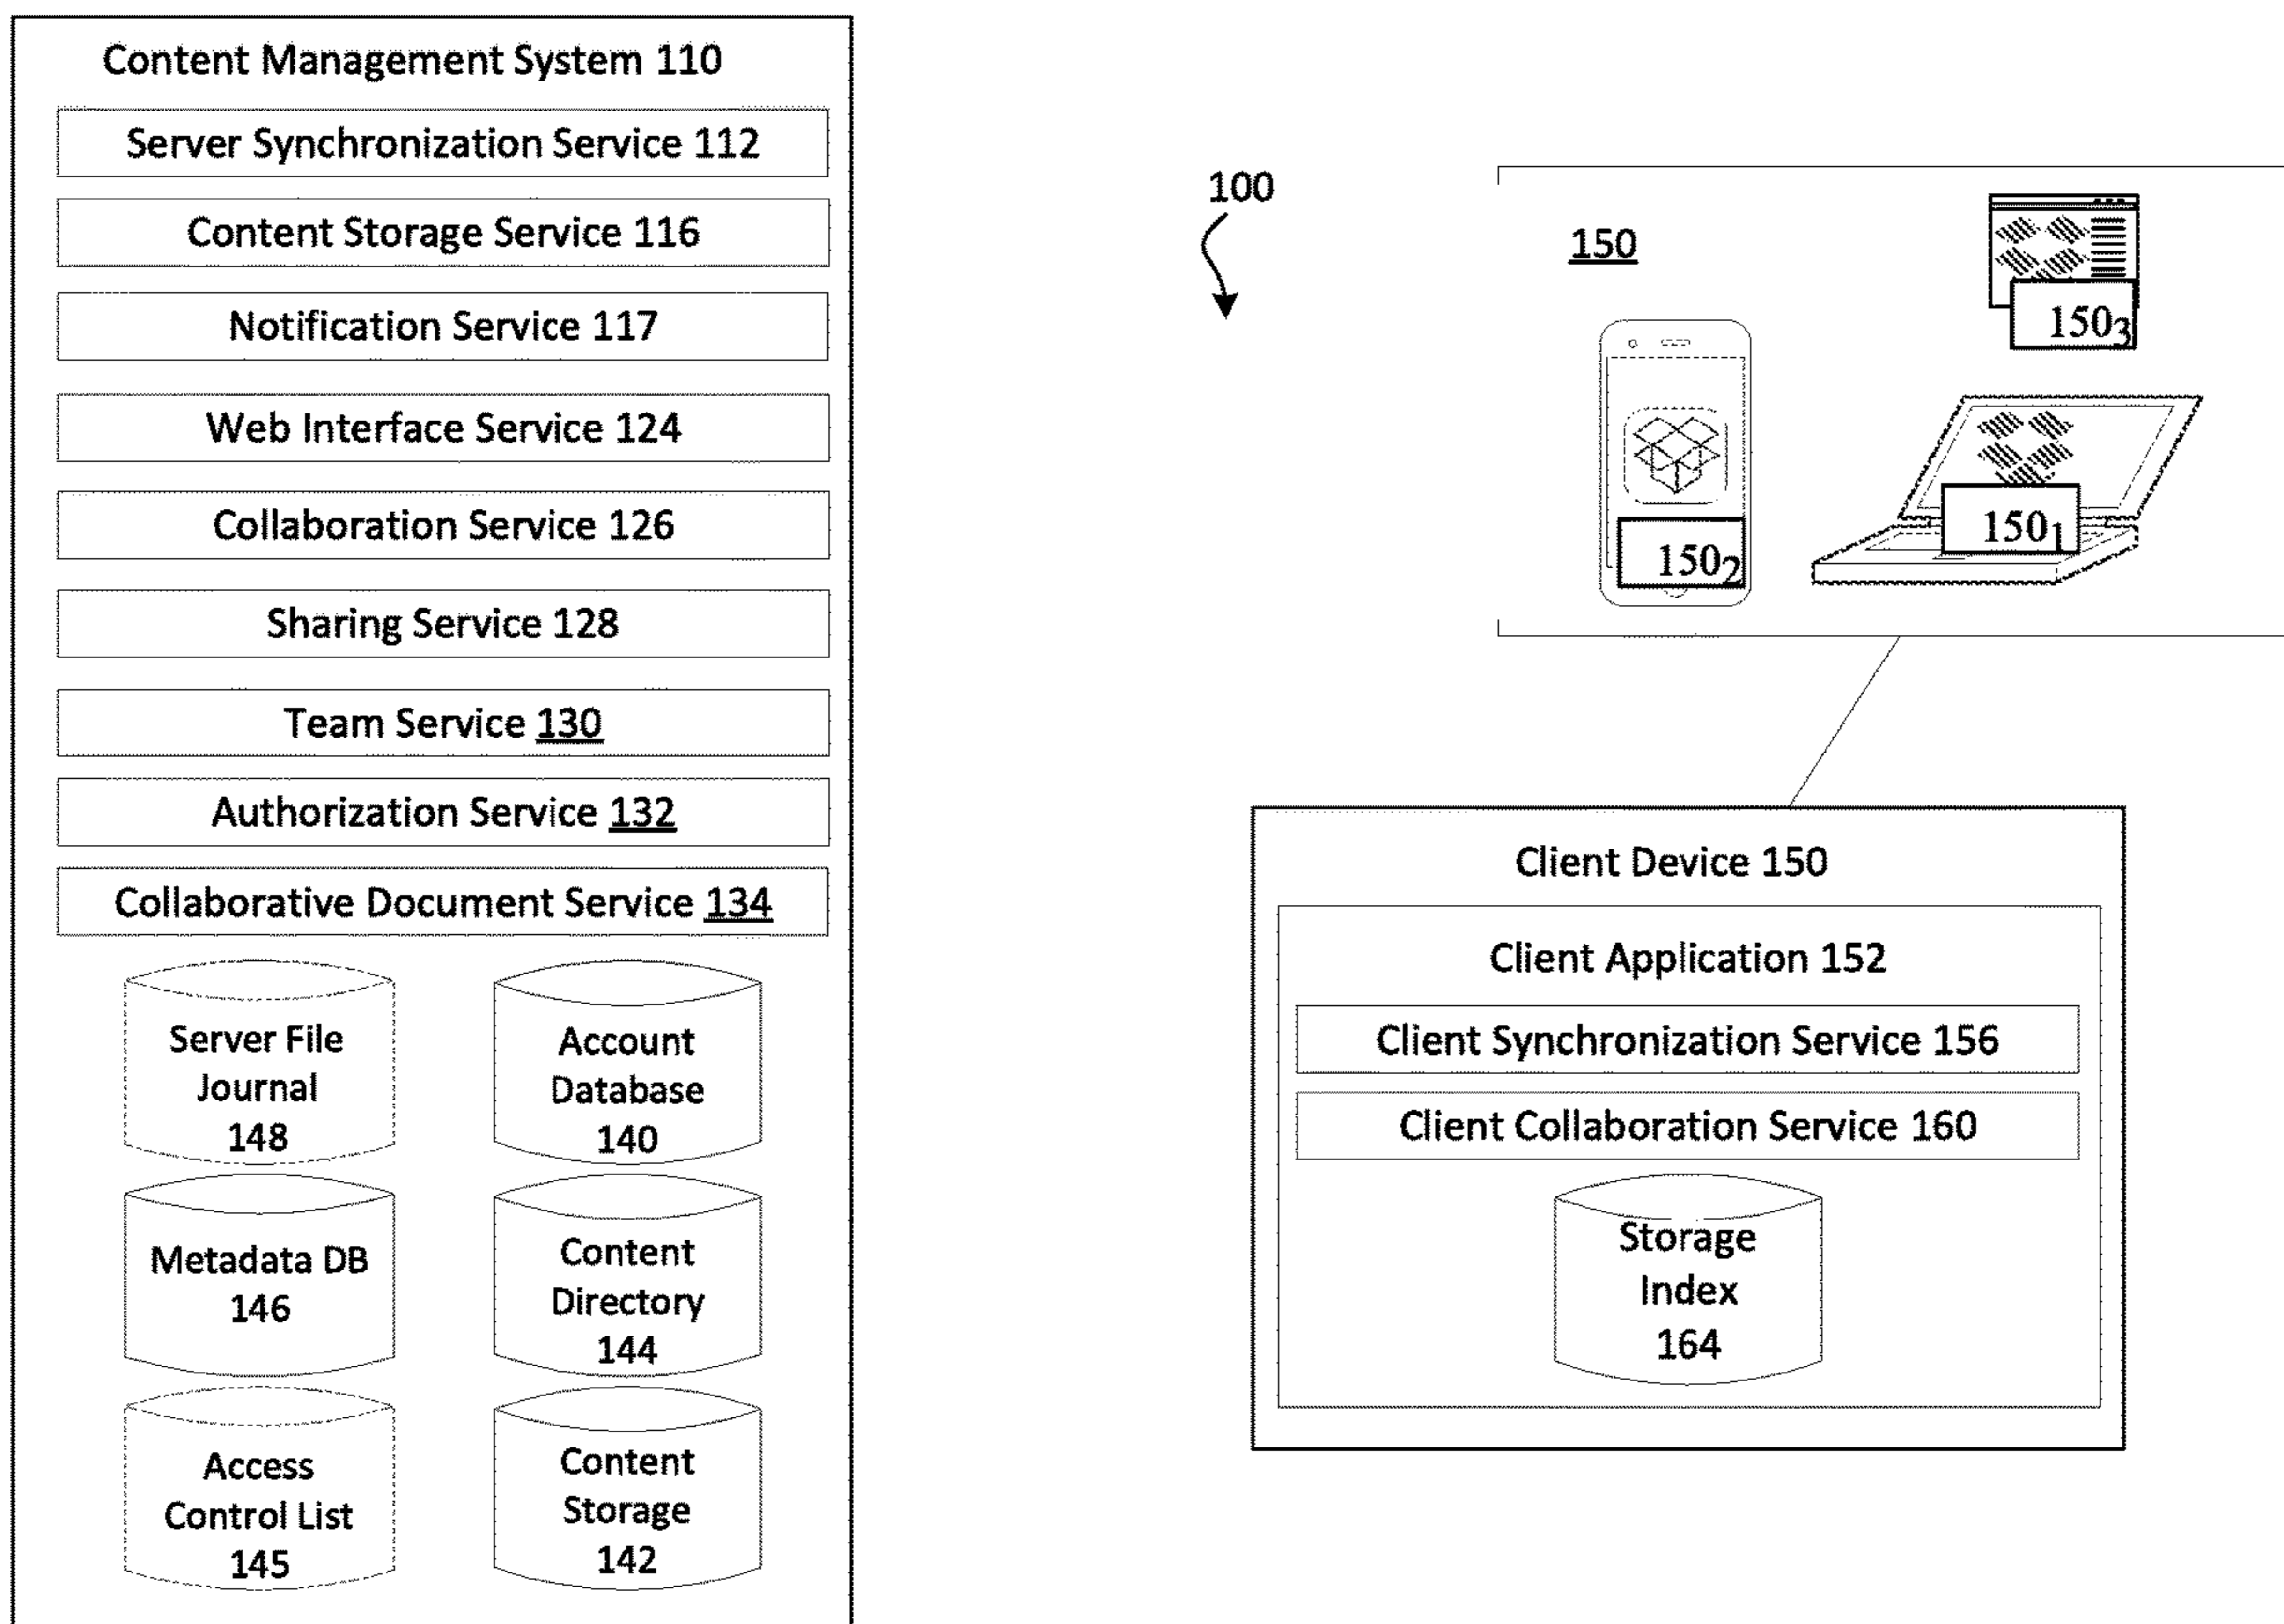 Content Management System 110
Server Synchronization Service 112
Content Storage Service 116
Notification Service 117
Web Interface Service 124
Collaboration Service 126
Sharing Service 128
Team Service 130
Authorization Service 132
Collaborative Document Service 134
Server File
Journal
148
Account
Database
140
Metadata DB
146
Content
Directory
144
Access
Control List
145
Content
Storage
142
100
150
150₃
150₂
150₁
Client Device 150
Client Application 152
Client Synchronization Service 156
Client Collaboration Service 160
Storage
Index
164